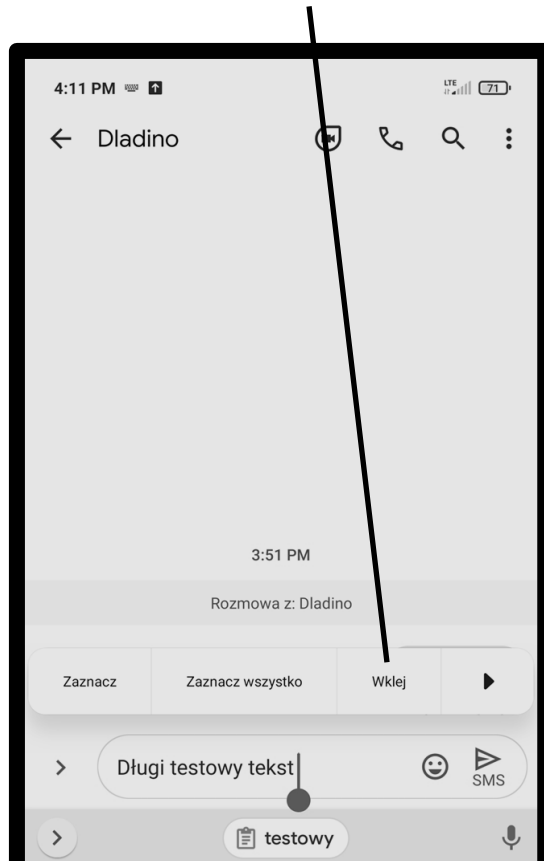 4:11 PM LTE 71
Dladino
3:51 PM
Rozmowa z: Dladino
Zaznacz Zaznacz wszystko Wklej
Długi testowy tekst SMS
testowy